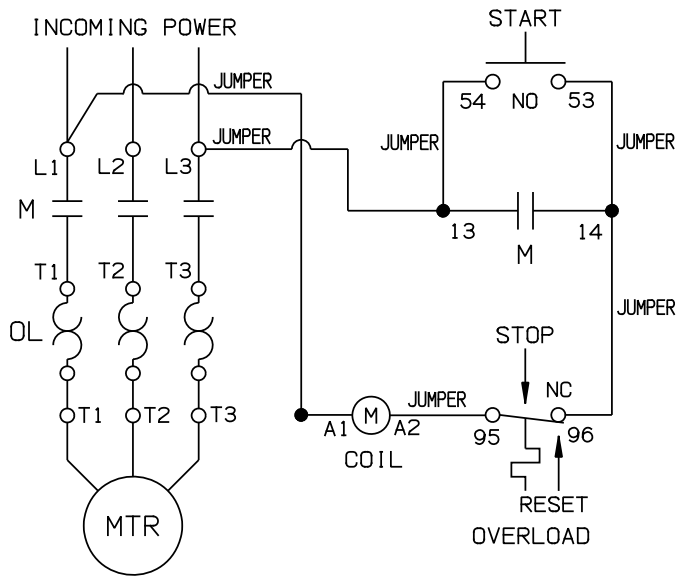 INCOMING POWER
START
JUMPER
54 NO 53
JUMPER
JUMPER
JUMPER
L1 L2 L3
M
13 14
M
T1 T2 T3
JUMPER
OL
STOP
NC
JUMPER
T1 T2 T3
M
A1 A2
95 96
COIL
RESET
MTR
OVERLOAD